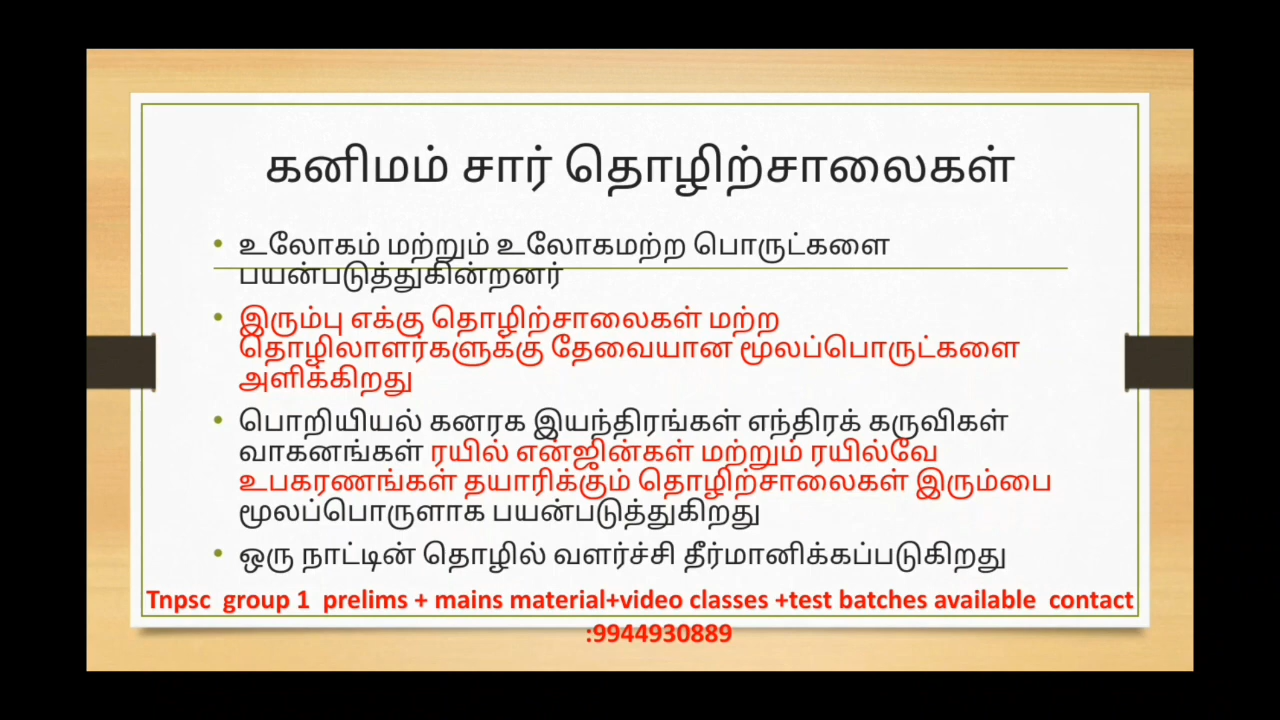 கனிமம் சார் தொழிற்சாலைகள்
• உலோகம் மற்றும் உலோகமற்ற பொருட்களை
பயன்படுத்துகின்றனர்
• இரும்பு எக்கு தொழிற்சாலைகள் மற்ற
தொழிலாளர்களுக்கு தேவையான மூலப்பொருட்களை
அளிக்கிறது
• பொறியியல் கனரக இயந்திரங்கள் எந்திரக் கருவிகள்
வாகனங்கள் ரயில் என்ஜின்கள் மற்றும் ரயில்வே
உபகரணங்கள் தயாரிக்கும் தொழிற்சாலைகள் இரும்பை
மூலப்பொருளாக பயன்படுத்துகிறது
• ஒரு நாட்டின் தொழில் வளர்ச்சி தீர்மானிக்கப்படுகிறது
Tnpsc group 1 prelims + mains material+video classes +test batches available contact
:9944930889